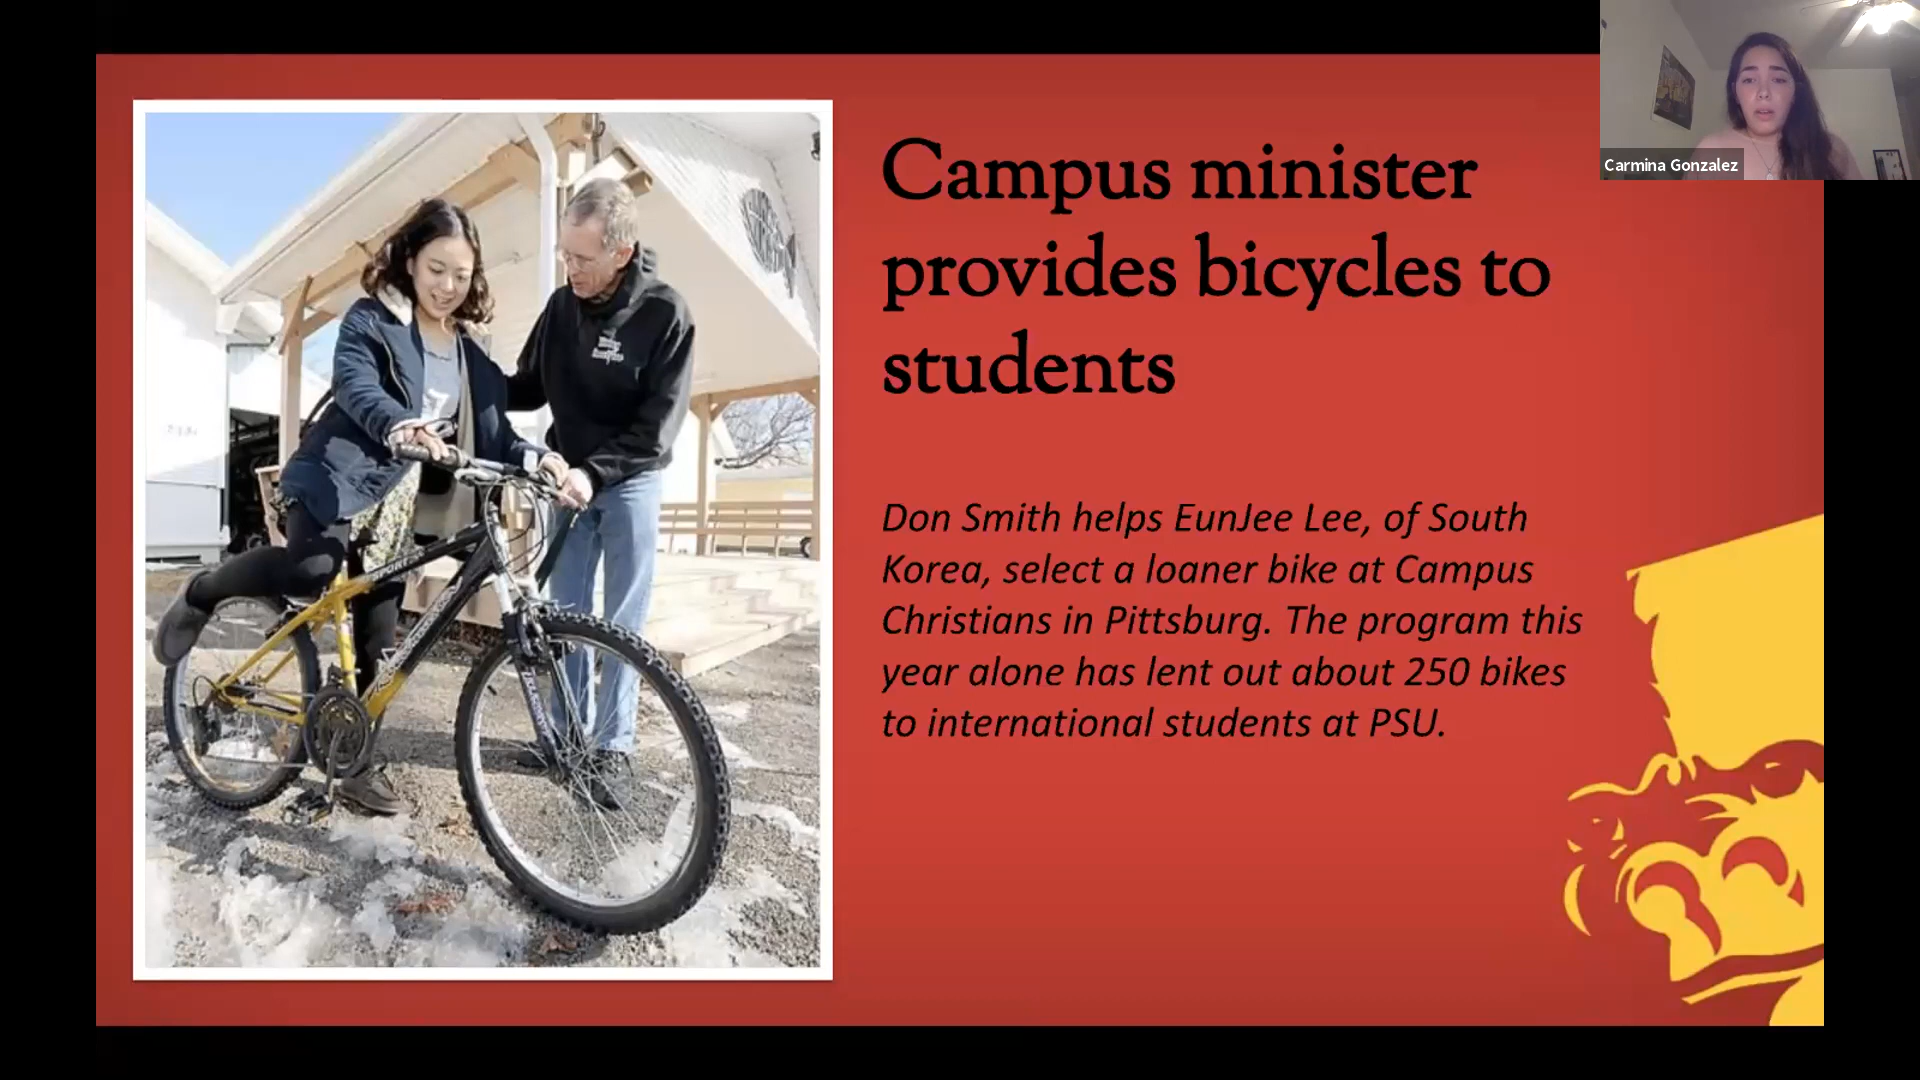 Campus minister
provides bicycles to
students
Don Smith helps EunJee Lee, of South
Korea, select a loaner bike at Campus
Christians in Pittsburg. The program this
year alone has lent out about 250 bikes
to international students at PSU.
Carmina Gonzalez
SPORT